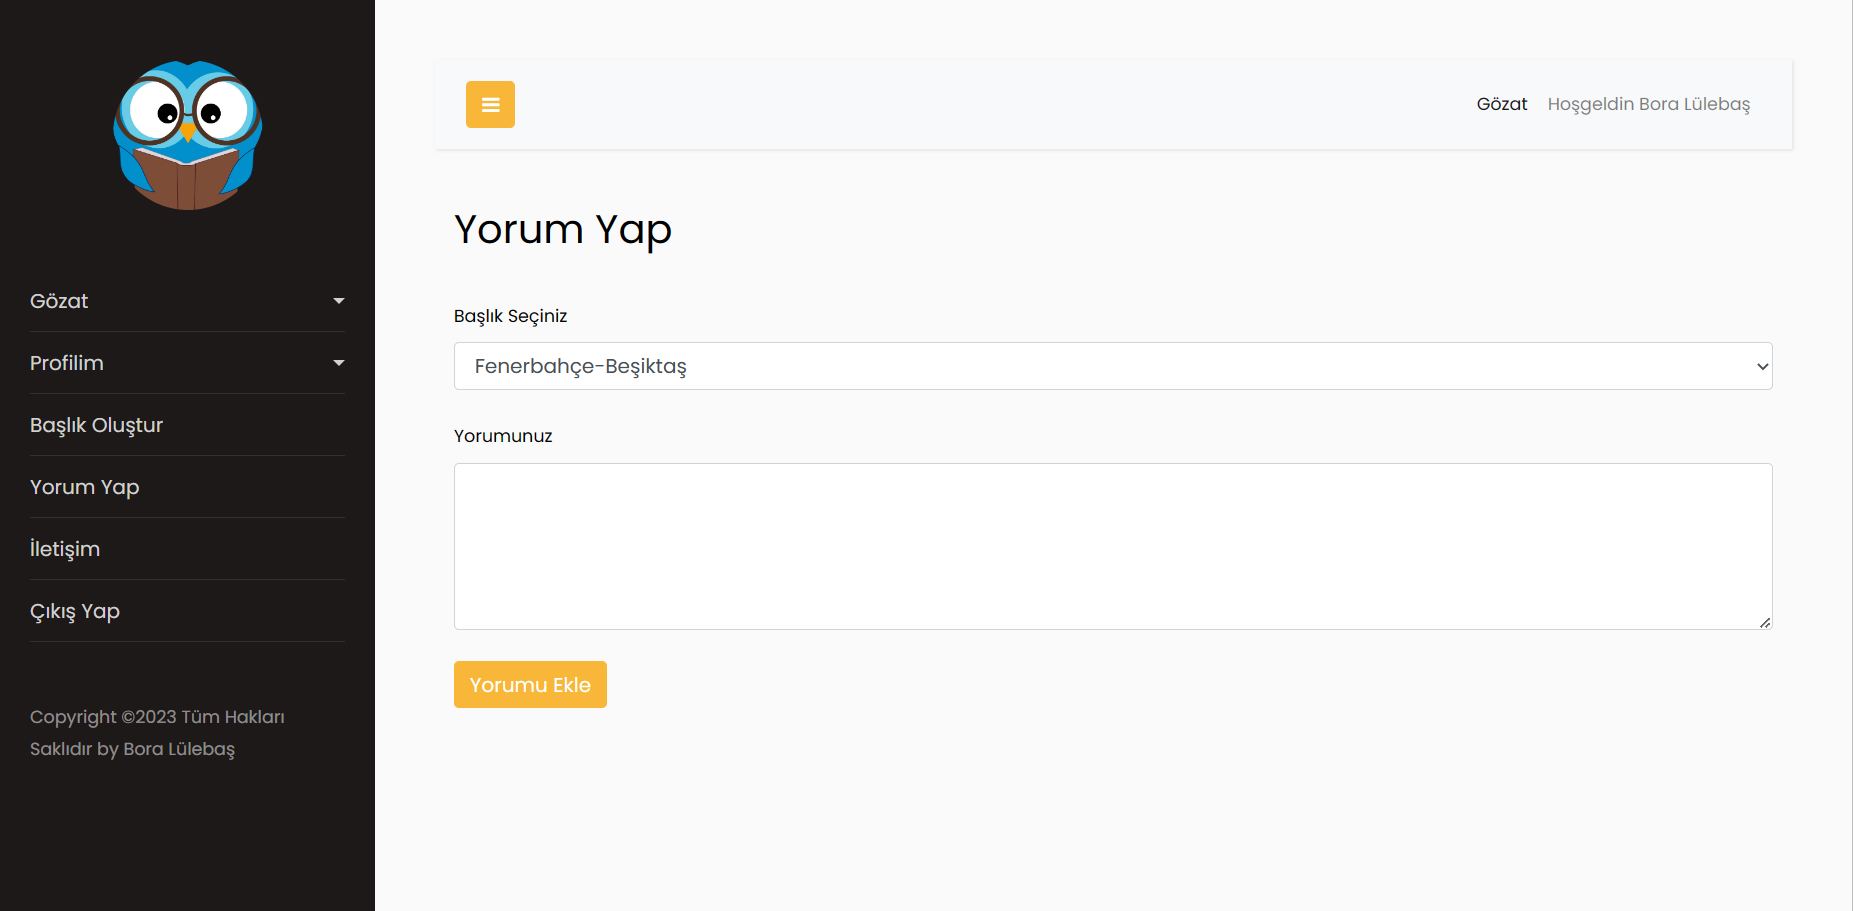 Gözat
Profilim
Başlık Oluştur
Yorum Yap
İletişim
Çıkış Yap
Copyright ©2023 Tüm Hakları
Saklıdır by Bora Lülebaş
Gözat Hoşgeldin Bora Lülebaş
Yorum Yap
Başlık Seçiniz
Fenerbahçe-Beşiktaş
Yorumunuz
Yorumu Ekle